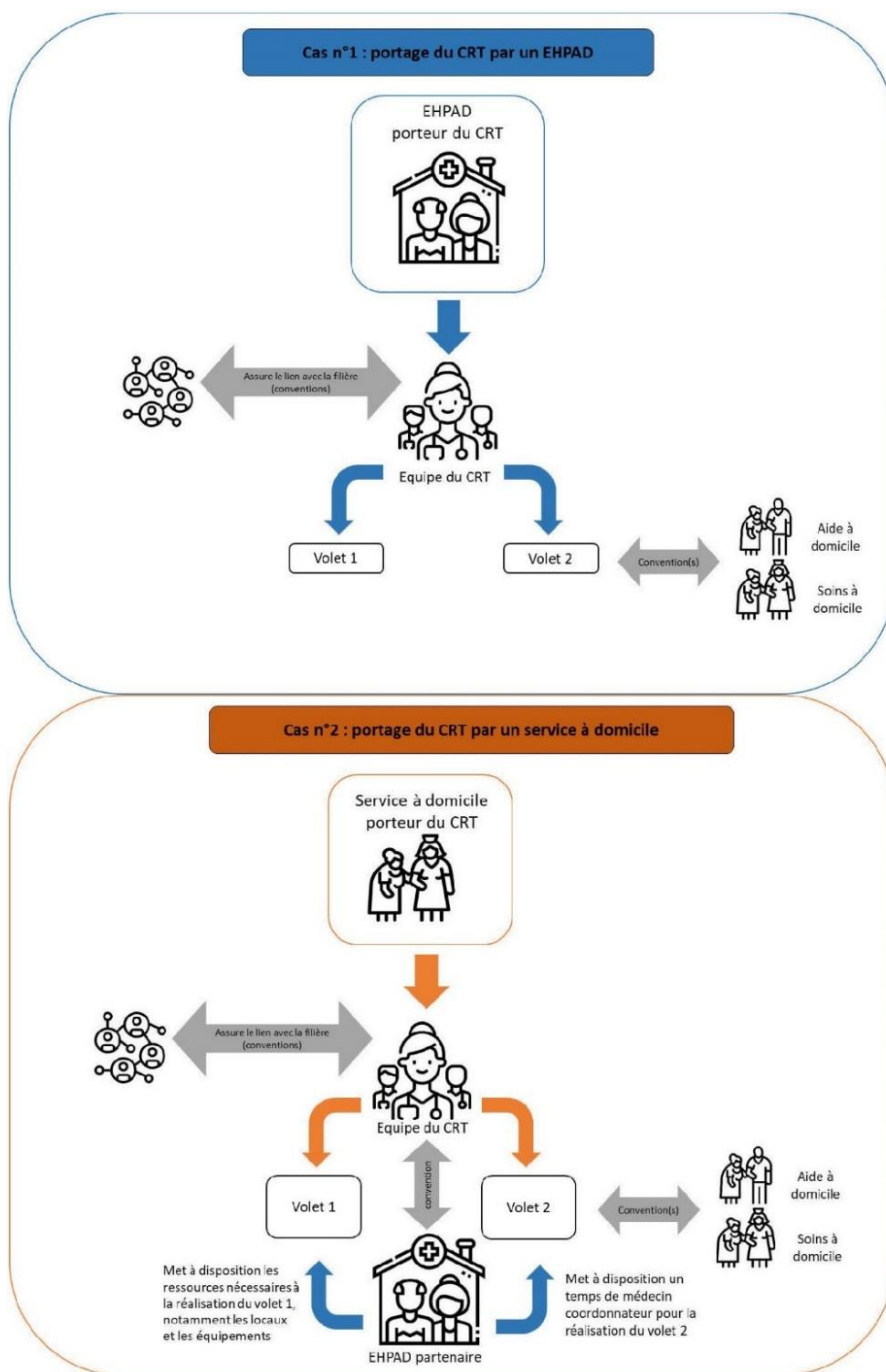 Cas n°1 : portage du CRT par un EHPAD
EHPAD
porteur du CRT
Assure le lien avec la filière
(conventions)
Equipe du CRT
Volet 1
Volet 2
Convention(s)
Aide à
domicile
Soins à
domicile
Cas n°2 : portage du CRT par un service à domicile
Service à domicile
porteur du CRT
Assure le lien avec la filière
(conventions)
Equipe du CRT
convention
Volet 1
Volet 2
Convention(s)
Aide à
domicile
Soins à
domicile
Met à disposition les
ressources nécessaires à
la réalisation du volet 1,
notamment les locaux
et les équipements
Met à disposition un
temps de médecin
coordonnateur pour la
réalisation du volet 2
EHPAD partenaire